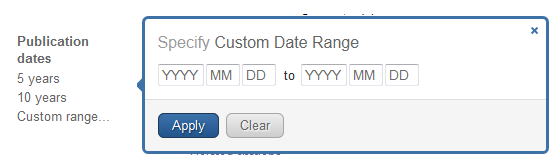 Publication
dates
5 years
10 years
Custom range...
×
Specify Custom Date Range
YYYY MM DD to YYYY MM DD
Apply Clear